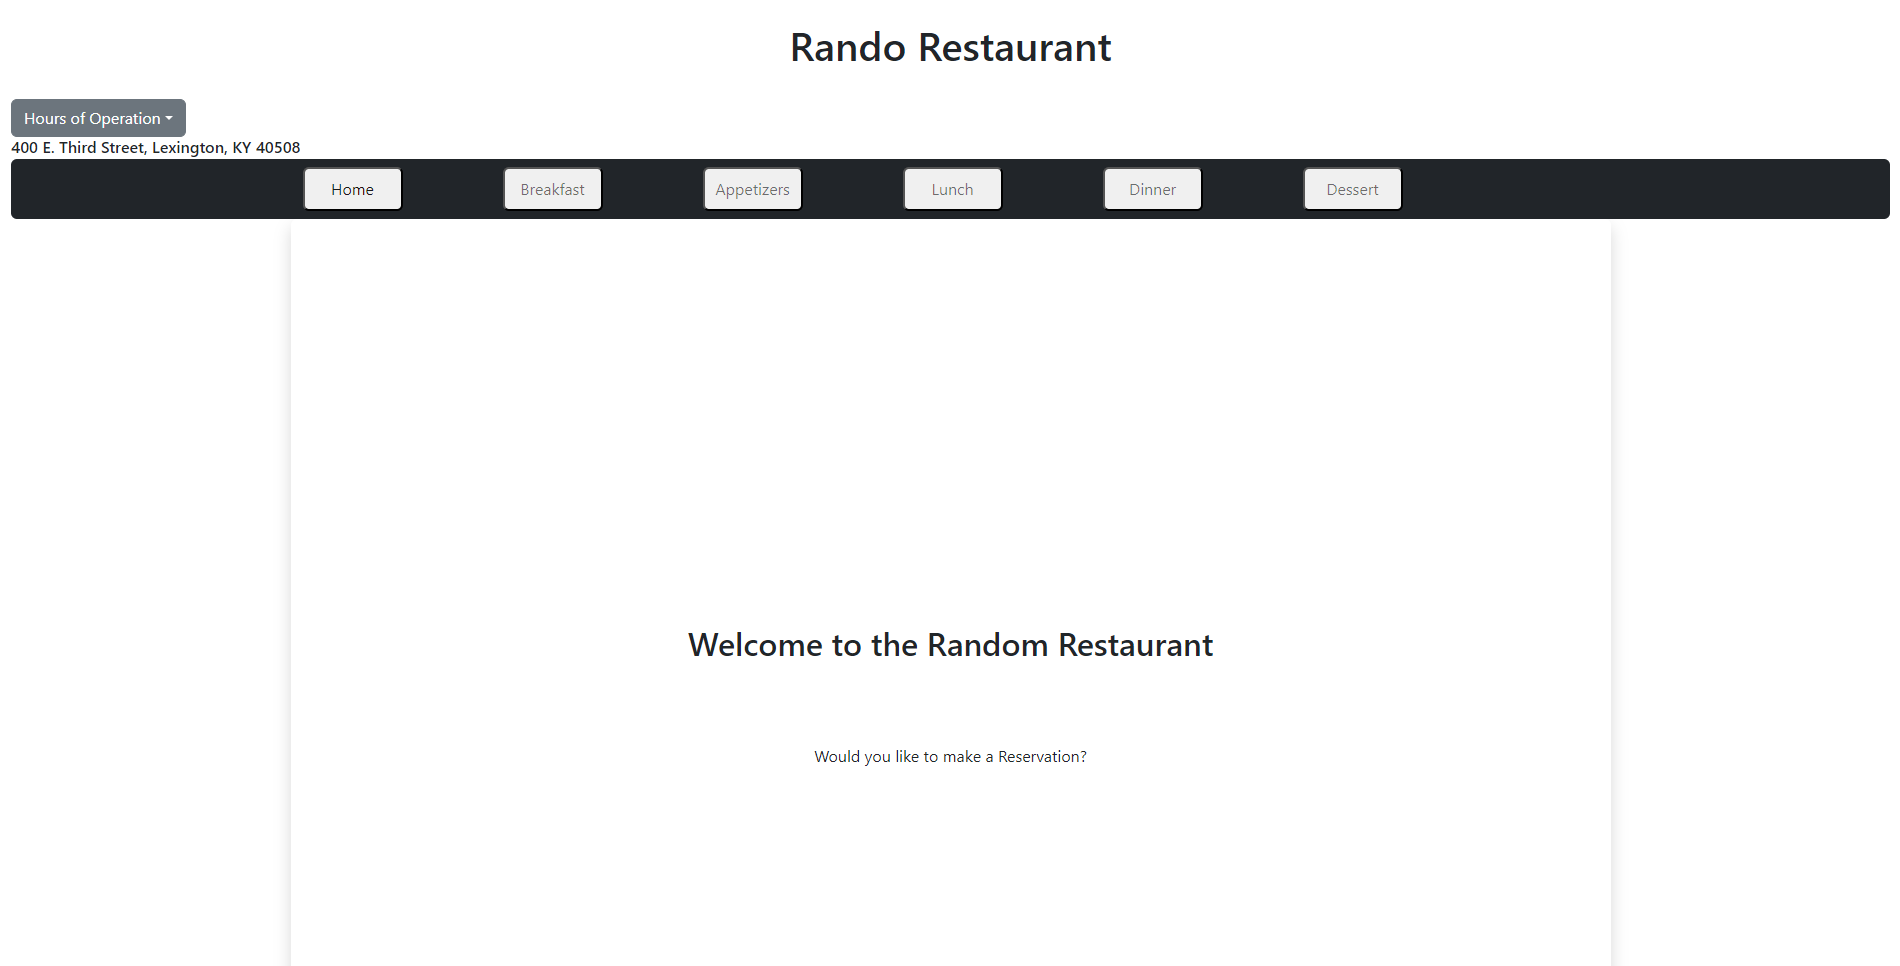 Rando Restaurant
Hours of Operation
400 E. Third Street, Lexington, KY 40508
Home Breakfast Appetizers Lunch Dinner Dessert
Welcome to the Random Restaurant
Would you like to make a Reservation?